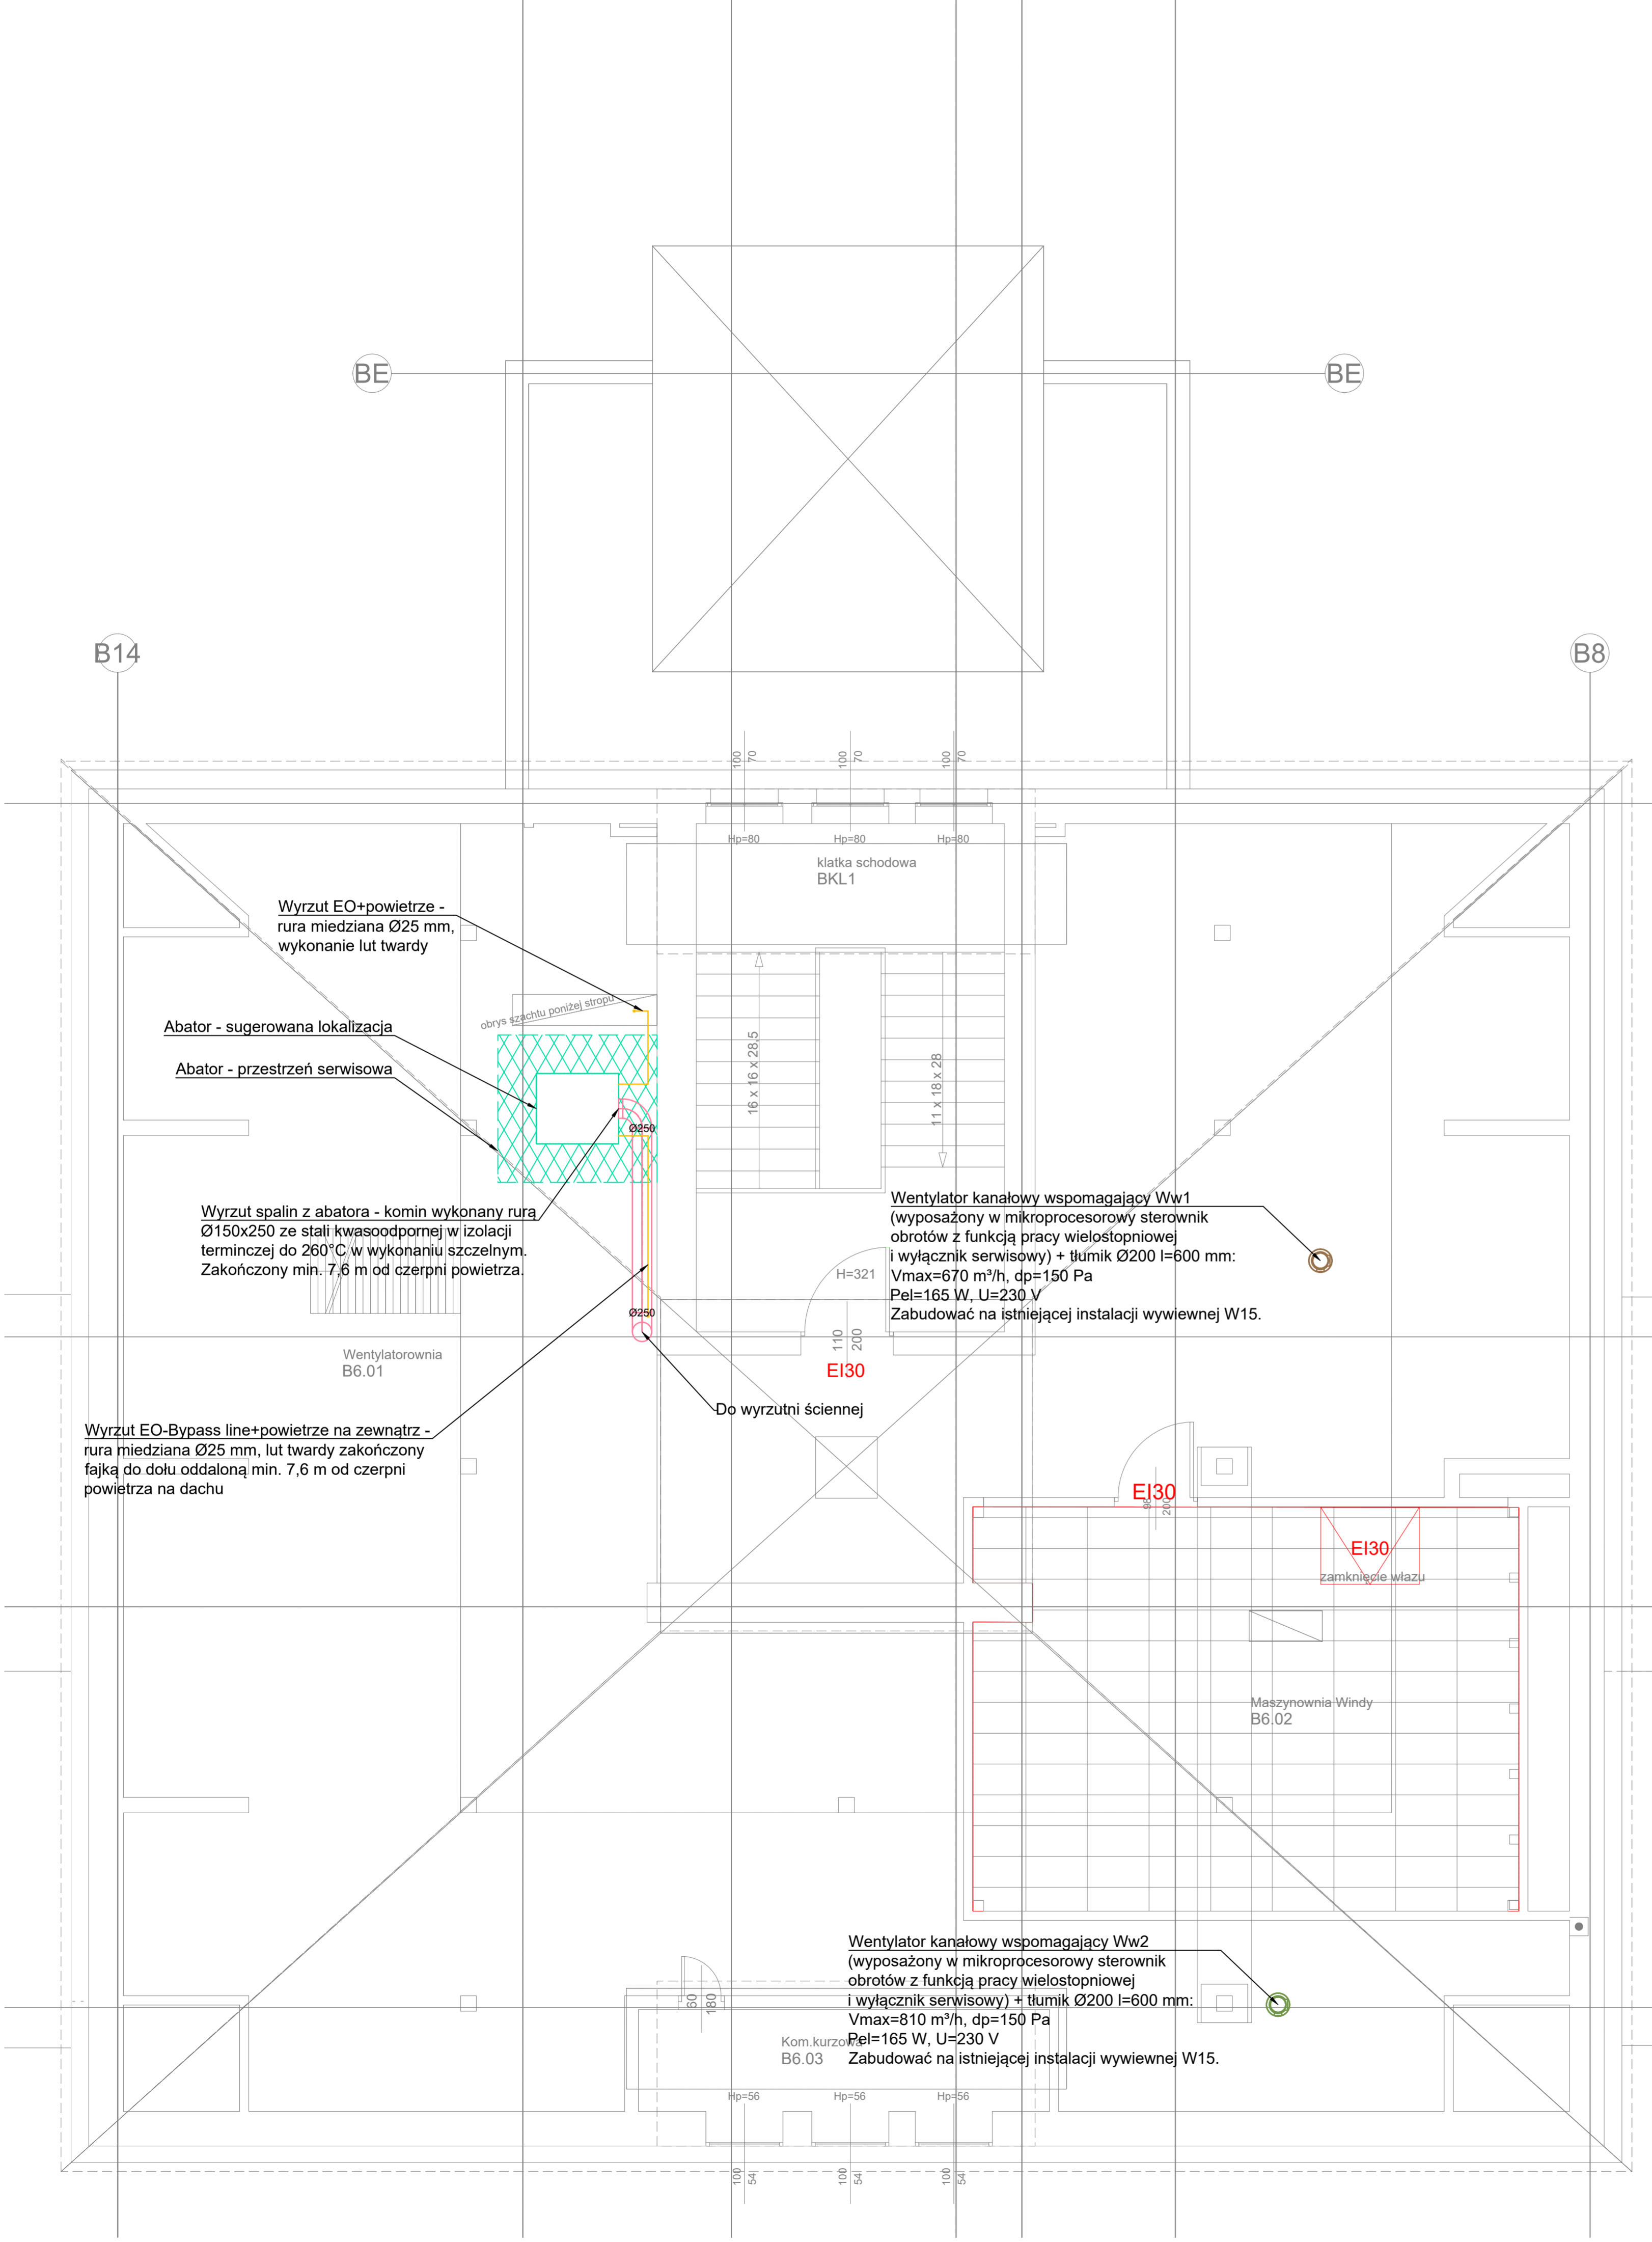 BE
BE
B14
B8
100
70
100
70
100
70
Hp=80
Hp=80
Hp=80
klatka schodowa
BKL1
Wyrzut EO+powietrze -
rura miedziana Ø25 mm,
wykonanie lut twardy
obrys szachtu poniżej stropu
Abator - sugerowana lokalizacja
Abator - przestrzeń serwisowa
16 x 16 x 28,5
11 x 18 x 28
Ø250
Wyrzut spalin z abatora - komin wykonany rurą
Ø150x250 ze stali kwasoodpornej w izolacji
terminczej do 260°C w wykonaniu szczelnym.
Zakończony min. 7,6 m od czerpni powietrza.
Wentylator kanałowy wspomagający Ww1
(wyposażony w mikroprocesorowy sterownik
obrotów z funkcją pracy wielostopniowej
i wyłącznik serwisowy) + tłumik Ø200 l=600 mm:
Vmax=670 m³/h, dp=150 Pa
Pel=165 W, U=230 V
Zabudować na istniejącej instalacji wywiewnej W15.
H=321
Ø250
110
200
EI30
Wentylatorownia
B6.01
Do wyrzutni ściennej
Wyrzut EO-Bypass line+powietrze na zewnątrz -
rura miedziana Ø25 mm, lut twardy zakończony
fajką do dołu oddaloną min. 7,6 m od czerpni
powietrza na dachu
EI30
98
200
EI30
zamknięcie włazu
Maszynownia Windy
B6.02
Wentylator kanałowy wspomagający Ww2
(wyposażony w mikroprocesorowy sterownik
obrotów z funkcją pracy wielostopniowej
i wyłącznik serwisowy) + tłumik Ø200 l=600 mm:
Vmax=810 m³/h, dp=150 Pa
Pel=165 W, U=230 V
Zabudować na istniejącej instalacji wywiewnej W15.
60
180
Kom.kurzowa
B6.03
Hp=56
Hp=56
Hp=56
100
54
100
54
100
54